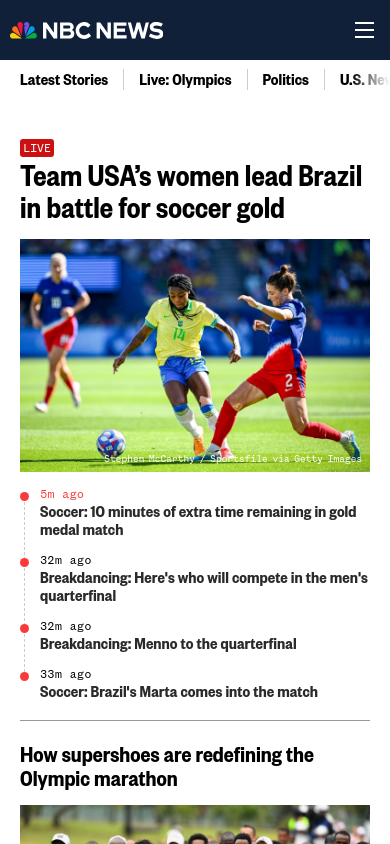 NBC NEWS
Latest Stories
Live: Olympics
Politics
U.S. New
LIVE
Team USA’s women lead Brazil
in battle for soccer gold
14
2
Stephen McCarthy / Sportsfile via Getty Images
5m ago
Soccer: 10 minutes of extra time remaining in gold
medal match
32m ago
Breakdancing: Here's who will compete in the men's
quarterfinal
32m ago
Breakdancing: Menno to the quarterfinal
33m ago
Soccer: Brazil's Marta comes into the match
How supershoes are redefining the
Olympic marathon